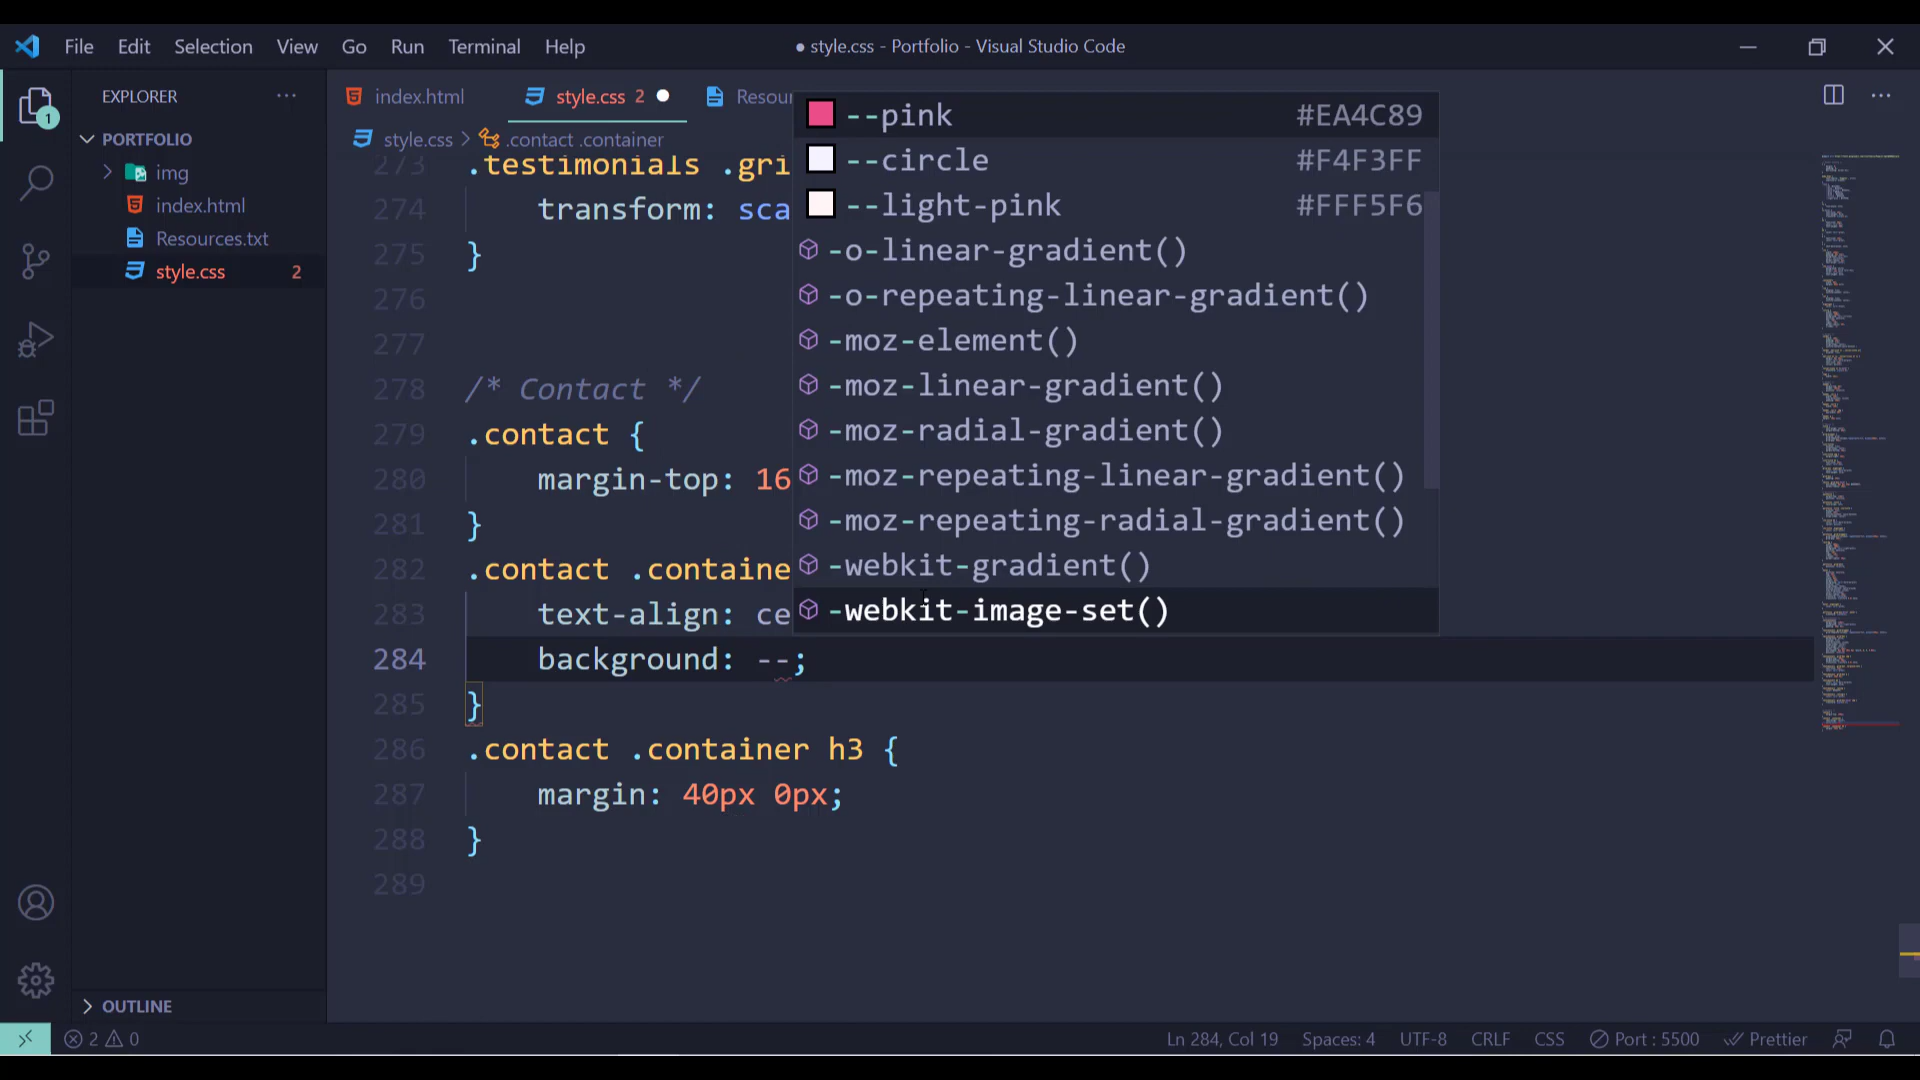 File Edit Selection View Go Run Terminal Help
● style.css - Portfolio - Visual Studio Code
EXPLORER
PORTFOLIO
img
index.html
Resources.txt
style.css 2
OUTLINE
1
index.html
style.css 2
Resou
style.css > .contact .container
273 .testimonials .gri
274 transform: sca
275 }
276
277
278 /* Contact */
279 .contact {
280 margin-top: 16
281 }
282 .contact .containe
283 text-align: ce
284 background: --;
285 }
286 .contact .container h3 {
287 margin: 40px 0px;
288 }
289
--pink #EA4C89
--circle #F4F3FF
--light-pink #FFF5F6
-o-linear-gradient()
-o-repeating-linear-gradient()
-moz-element()
-moz-linear-gradient()
-moz-radial-gradient()
-moz-repeating-linear-gradient()
-moz-repeating-radial-gradient()
-webkit-gradient()
-webkit-image-set()
2 0
Ln 284, Col 19
Spaces: 4
UTF-8
CRLF
CSS
Port : 5500
Prettier